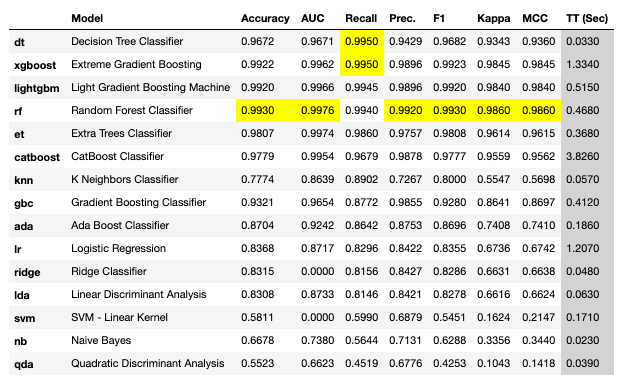 Model Accuracy AUC Recall Prec. F1 Kappa MCC TT (Sec)
dt Decision Tree Classifier 0.9672 0.9671 0.9950 0.9429 0.9682 0.9343 0.9360 0.0330
xgboost Extreme Gradient Boosting 0.9922 0.9962 0.9950 0.9896 0.9923 0.9845 0.9845 1.3340
lightgbm Light Gradient Boosting Machine 0.9920 0.9966 0.9945 0.9896 0.9920 0.9840 0.9840 0.5150
rf Random Forest Classifier 0.9930 0.9976 0.9940 0.9920 0.9930 0.9860 0.9860 0.4680
et Extra Trees Classifier 0.9807 0.9974 0.9860 0.9757 0.9808 0.9614 0.9615 0.3680
catboost CatBoost Classifier 0.9779 0.9954 0.9679 0.9878 0.9777 0.9559 0.9562 3.8260
knn K Neighbors Classifier 0.7774 0.8639 0.8902 0.7267 0.8000 0.5547 0.5698 0.0570
gbc Gradient Boosting Classifier 0.9321 0.9654 0.8772 0.9855 0.9280 0.8641 0.8697 0.4120
ada Ada Boost Classifier 0.8704 0.9242 0.8642 0.8753 0.8696 0.7408 0.7410 0.1860
lr Logistic Regression 0.8368 0.8717 0.8296 0.8422 0.8355 0.6736 0.6742 1.2070
ridge Ridge Classifier 0.8315 0.0000 0.8156 0.8427 0.8286 0.6631 0.6638 0.0480
lda Linear Discriminant Analysis 0.8308 0.8733 0.8146 0.8421 0.8278 0.6616 0.6624 0.0630
svm SVM - Linear Kernel 0.5811 0.0000 0.5990 0.6879 0.5451 0.1624 0.2147 0.1710
nb Naive Bayes 0.6678 0.7380 0.5644 0.7131 0.6288 0.3356 0.3440 0.0230
qda Quadratic Discriminant Analysis 0.5523 0.6623 0.4519 0.6776 0.4253 0.1043 0.1418 0.0390